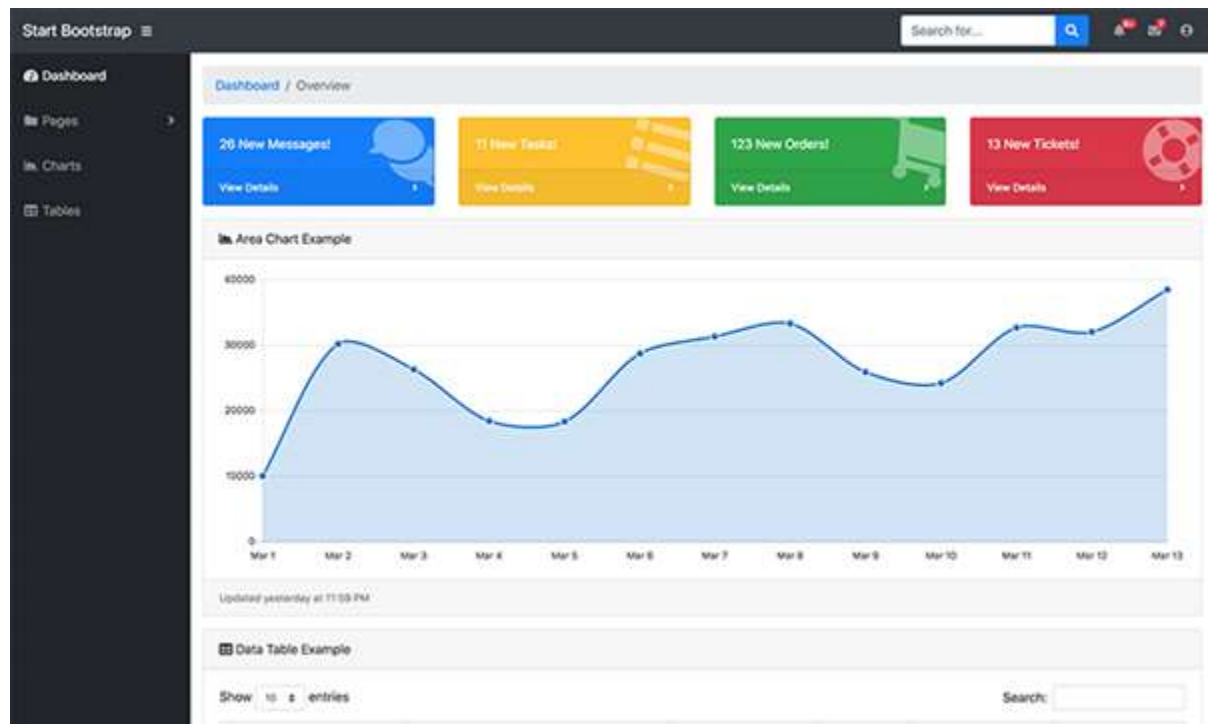 Start Bootstrap
Search for...
9+
7
Dashboard
Pages
Charts
Tables
Dashboard / Overview
26 New Messages!
View Details
11 New Tasks!
View Details
123 New Orders!
View Details
13 New Tickets!
View Details
Area Chart Example
40000
30000
20000
10000
0
Mar 1 Mar 2 Mar 3 Mar 4 Mar 5 Mar 6 Mar 7 Mar 8 Mar 9 Mar 10 Mar 11 Mar 12 Mar 13
Updated yesterday at 11:59 PM
Data Table Example
Show 10 entries
Search: